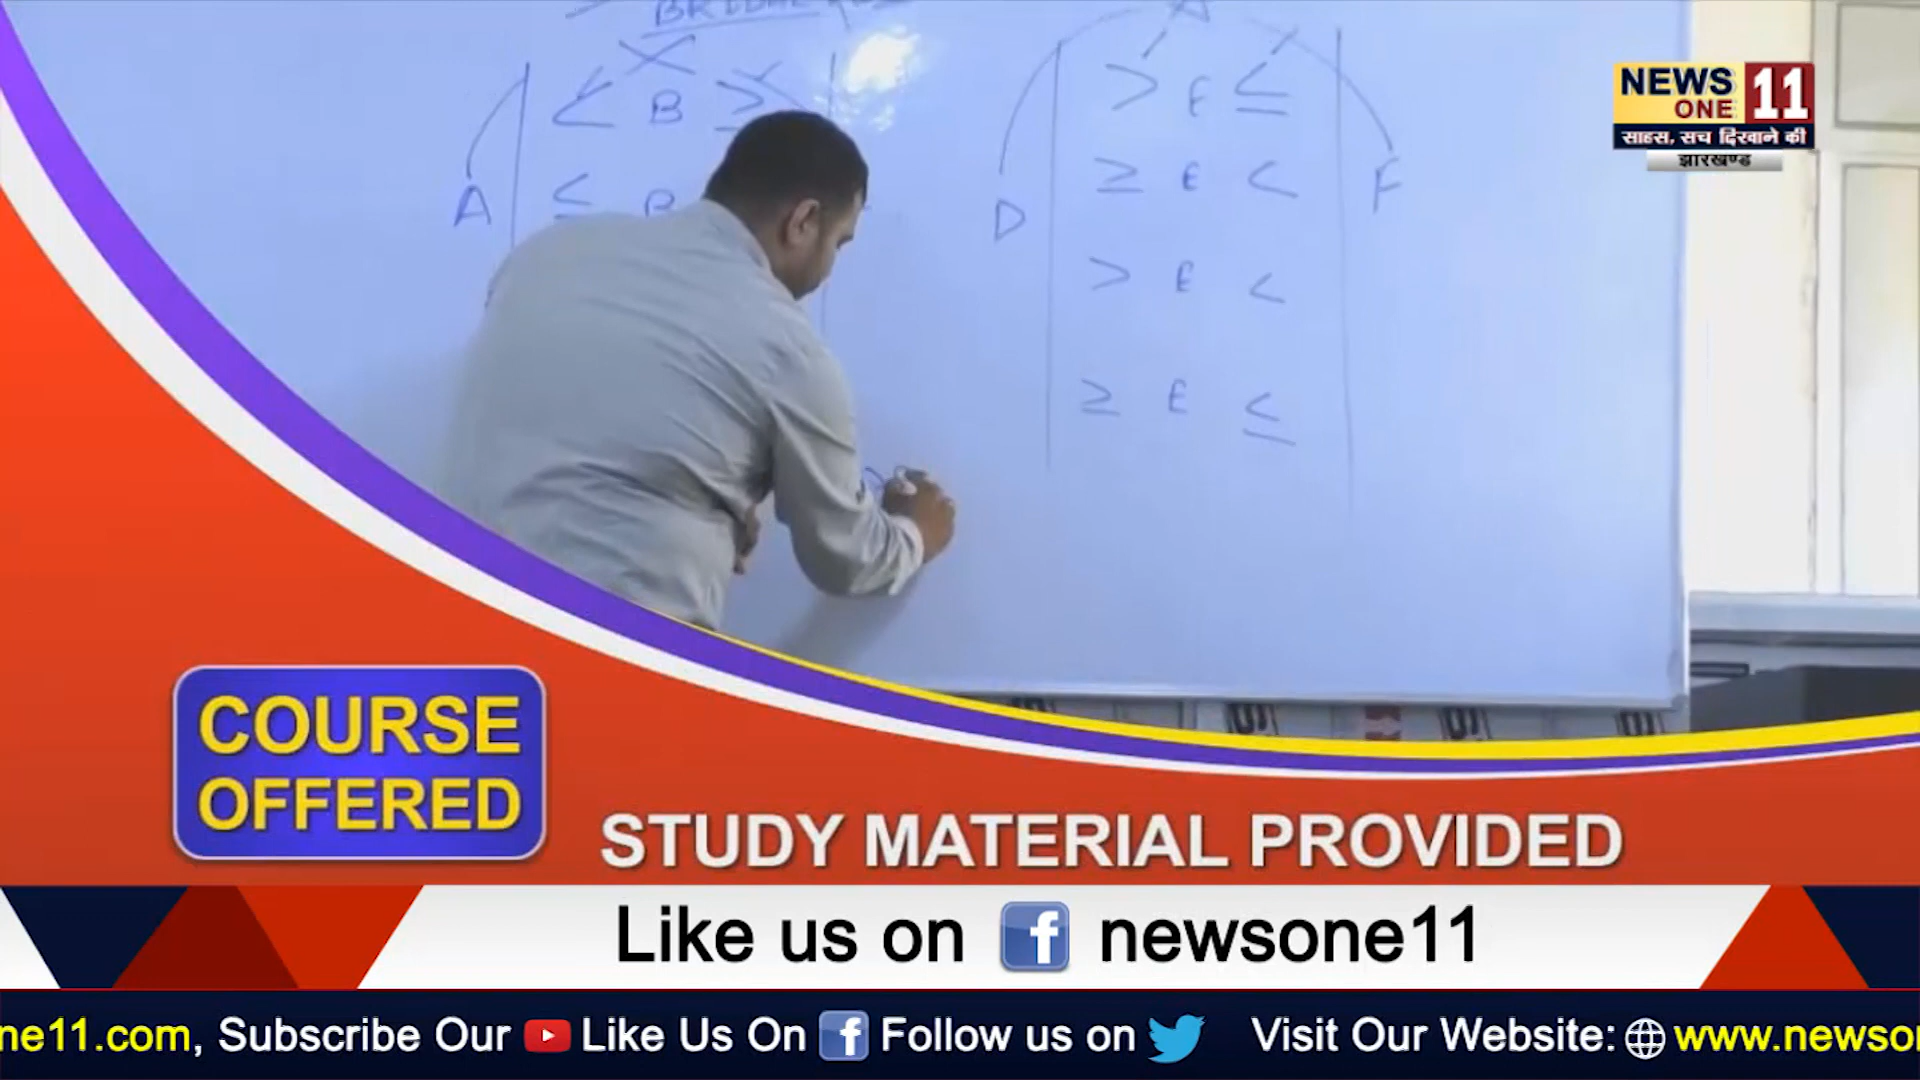 < B >
> E ≤
A
≤
≥ E <
D
F
> E <
≥ E ≤
NEWS
ONE 11
साहस, सच दिखाने की
झारखण्ड
COURSE
OFFERED
STUDY MATERIAL PROVIDED
Like us on newsone11
ne11.com, Subscribe Our Like Us On Follow us on Visit Our Website: www.newso